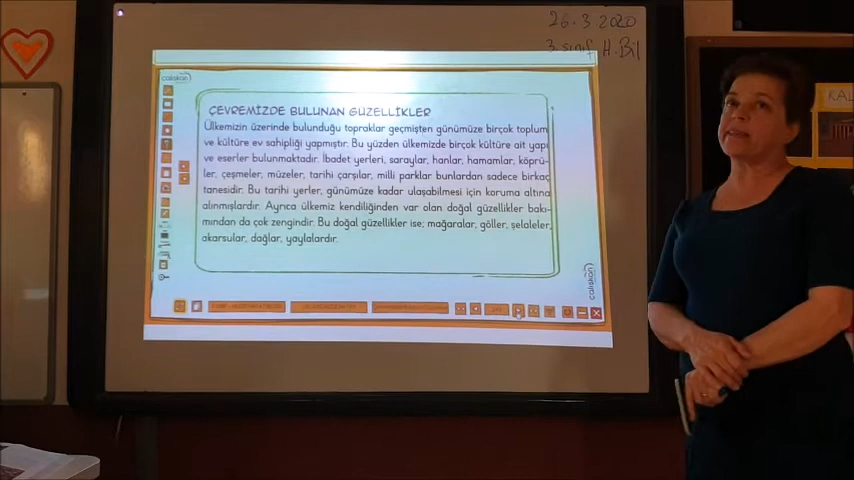 26.3 2020
3.sınıf H.Bil
çalışkan
ÇEVREMİZDE BULUNAN GÜZELLİKLER
Ülkemizin üzerinde bulunduğu topraklar geçmişten günümüze birçok toplum
ve kültüre ev sahipliği yapmıştır. Bu yüzden ülkemizde birçok kültüre ait yapı
ve eserler bulunmaktadır. İbadet yerleri, saraylar, hanlar, hamamlar, köprü-
ler, çeşmeler, müzeler, tarihi çarşılar, milli parklar bunlardan sadece birkaç
tanesidir. Bu tarihi yerler, günümüze kadar ulaşabilmesi için koruma altına
alınmışlardır. Ayrıca ülkemiz kendiliğinden var olan doğal güzellikler bakı-
mından da çok zengindir. Bu doğal güzellikler ise; mağaralar, göller, şelaleler,
akarsular, dağlar, yaylalardır.
çalışkan
KAL